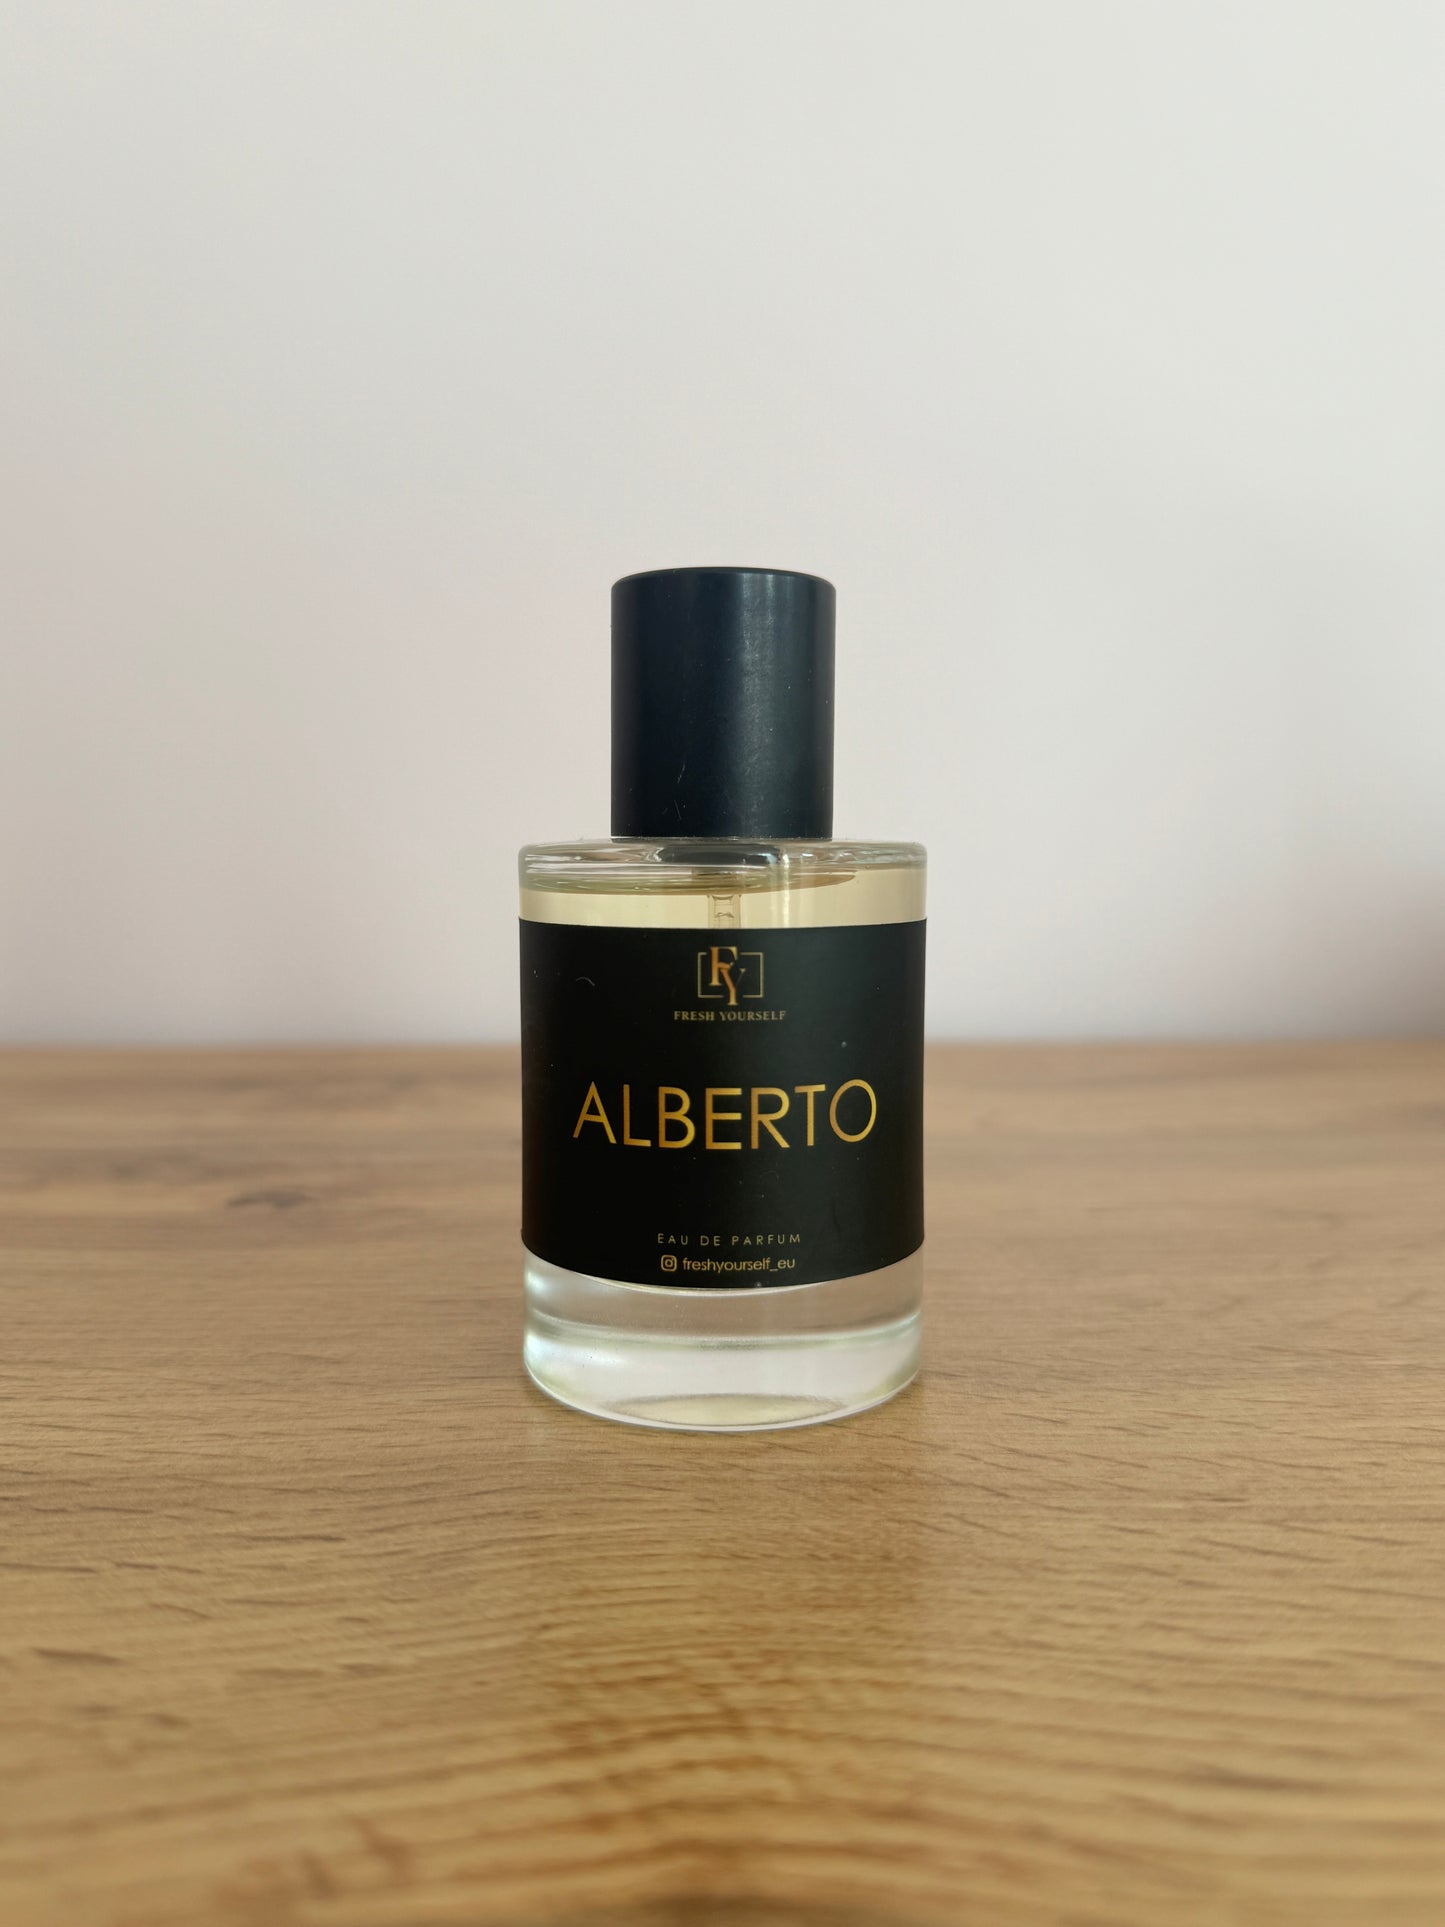 FY
FRESH YOURSELF
ALBERTO
EAU DE PARFUM
freshyourself_eu